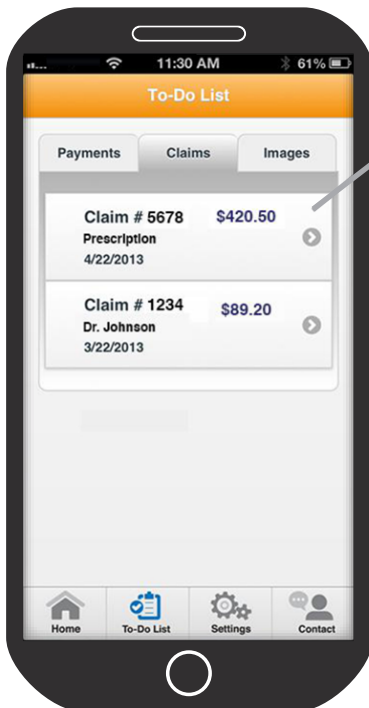 11:30 AM 61%
To-Do List
Payments Claims Images
Claim # 5678 $420.50
Prescription
4/22/2013
Claim # 1234 $89.20
Dr. Johnson
3/22/2013
Home To-Do List Settings Contact